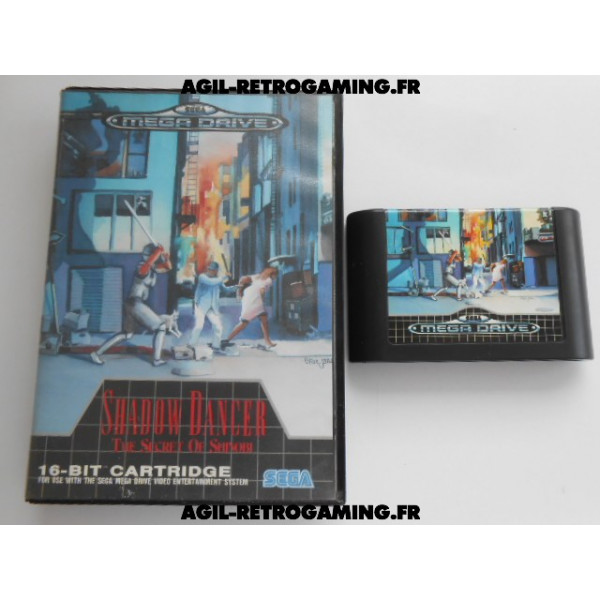 AGIL-RETROGAMING.FR
SEGA
MEGA DRIVE
SHADOW DANCER
THE SECRET OF SHINOBI
16-BIT CARTRIDGE
FOR USE WITH THE SEGA MEGA DRIVE VIDEO ENTERTAINMENT SYSTEM
SEGA
MEGA DRIVE
AGIL-RETROGAMING.FR